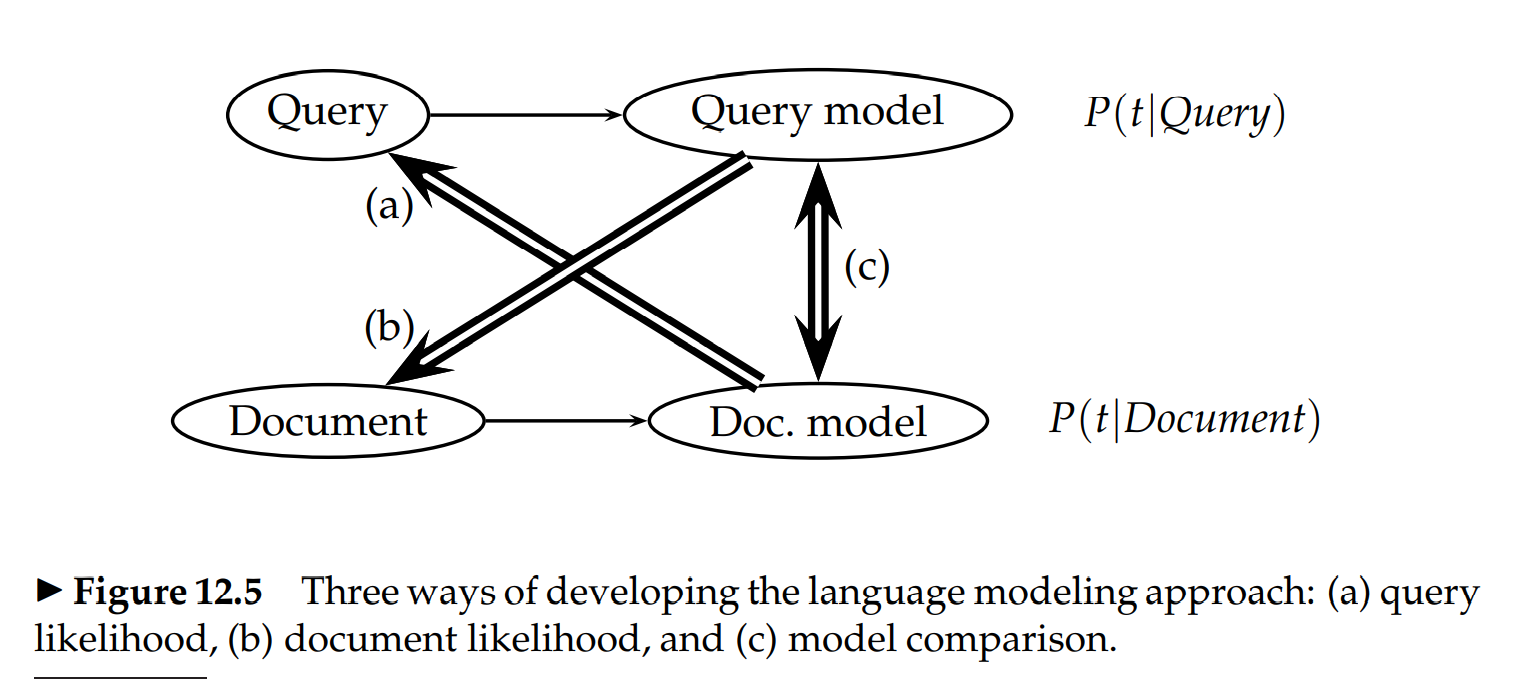 Query
Query model
P(t|Query)
(a)
(c)
(b)
Document
Doc. model
P(t|Document)
► Figure 12.5 Three ways of developing the language modeling approach: (a) query
likelihood, (b) document likelihood, and (c) model comparison.